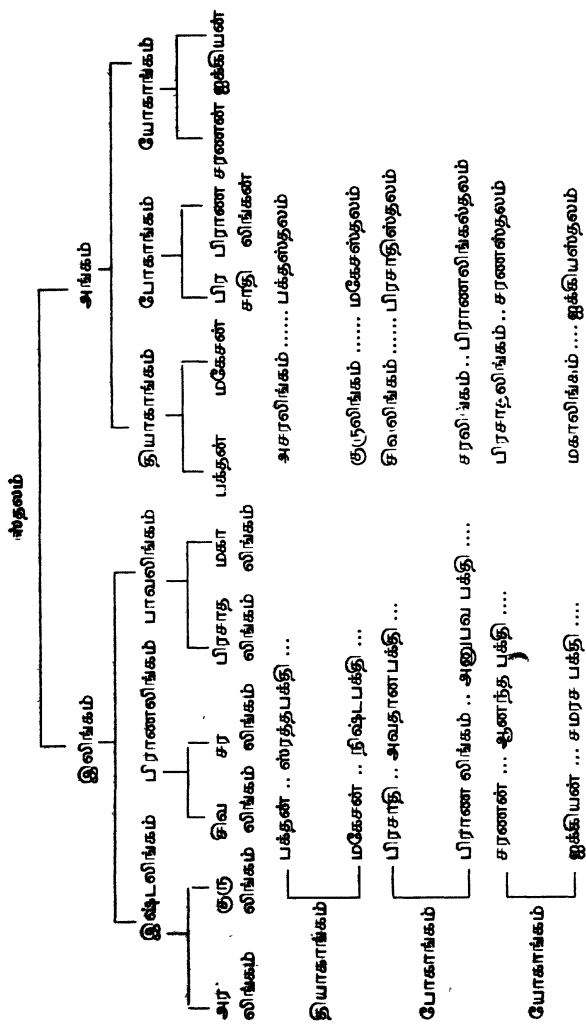 ஸ்தலம்
இலிங்கம் அங்கம்
இஷ்டலிங்கம் பிராணலிங்கம் பாவலிங்கம் தியாகாங்கம் போகாங்கம் யோகாங்கம்
குரு சிவ சர பிரசாத மகா பக்தன் மகேசன் பிர பிராண சரணன் ஐக்கியன்
லிங்கம் லிங்கம் லிங்கம் லிங்கம் லிங்கம் லிங்கம் சாதி லிங்கன்
பக்தன் .. ஸ்ரத்தபக்தி ... அசரலிங்கம் ...... பக்தஸ்தலம்
தியாகாங்கம்
மகேசன் .. நிஷ்டபக்தி ... குருலிங்கம் ...... மகேசஸ்தலம்
பிரசாதி .. அவதானபக்தி ... சிவலிங்கம் ...... பிரசாதிஸ்தலம்
போகாங்கம்
பிராண லிங்கம் .. அனுபவ பக்தி .... சரலிங்கம் .. பிராணலிங்கஸ்தலம்
சரணன் ... ஆனந்த பக்தி .... பிரசாதலிங்கம் .. சரணஸ்தலம்
யோகாங்கம்
ஐக்கியன் ... சமரச பக்தி .... மகாலிங்கம் .... ஐக்கியஸ்தலம்